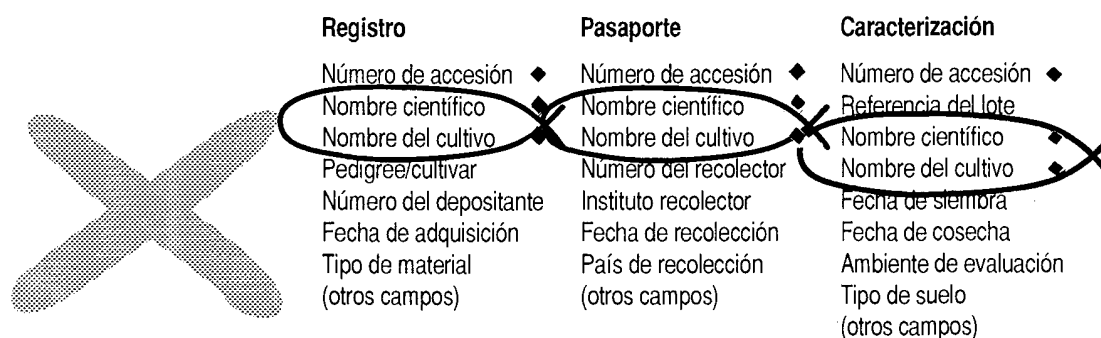 Registro
Número de accesión
Nombre científico
Nombre del cultivo
Pedigree/cultivar
Número del depositante
Fecha de adquisición
Tipo de material
(otros campos)
Pasaporte
Número de accesión
Nombre científico
Nombre del cultivo
Número del recolector
Instituto recolector
Fecha de recolección
País de recolección
(otros campos)
Caracterización
Número de accesión
Referencia del lote
Nombre científico
Nombre del cultivo
Fecha de siembra
Fecha de cosecha
Ambiente de evaluación
Tipo de suelo
(otros campos)